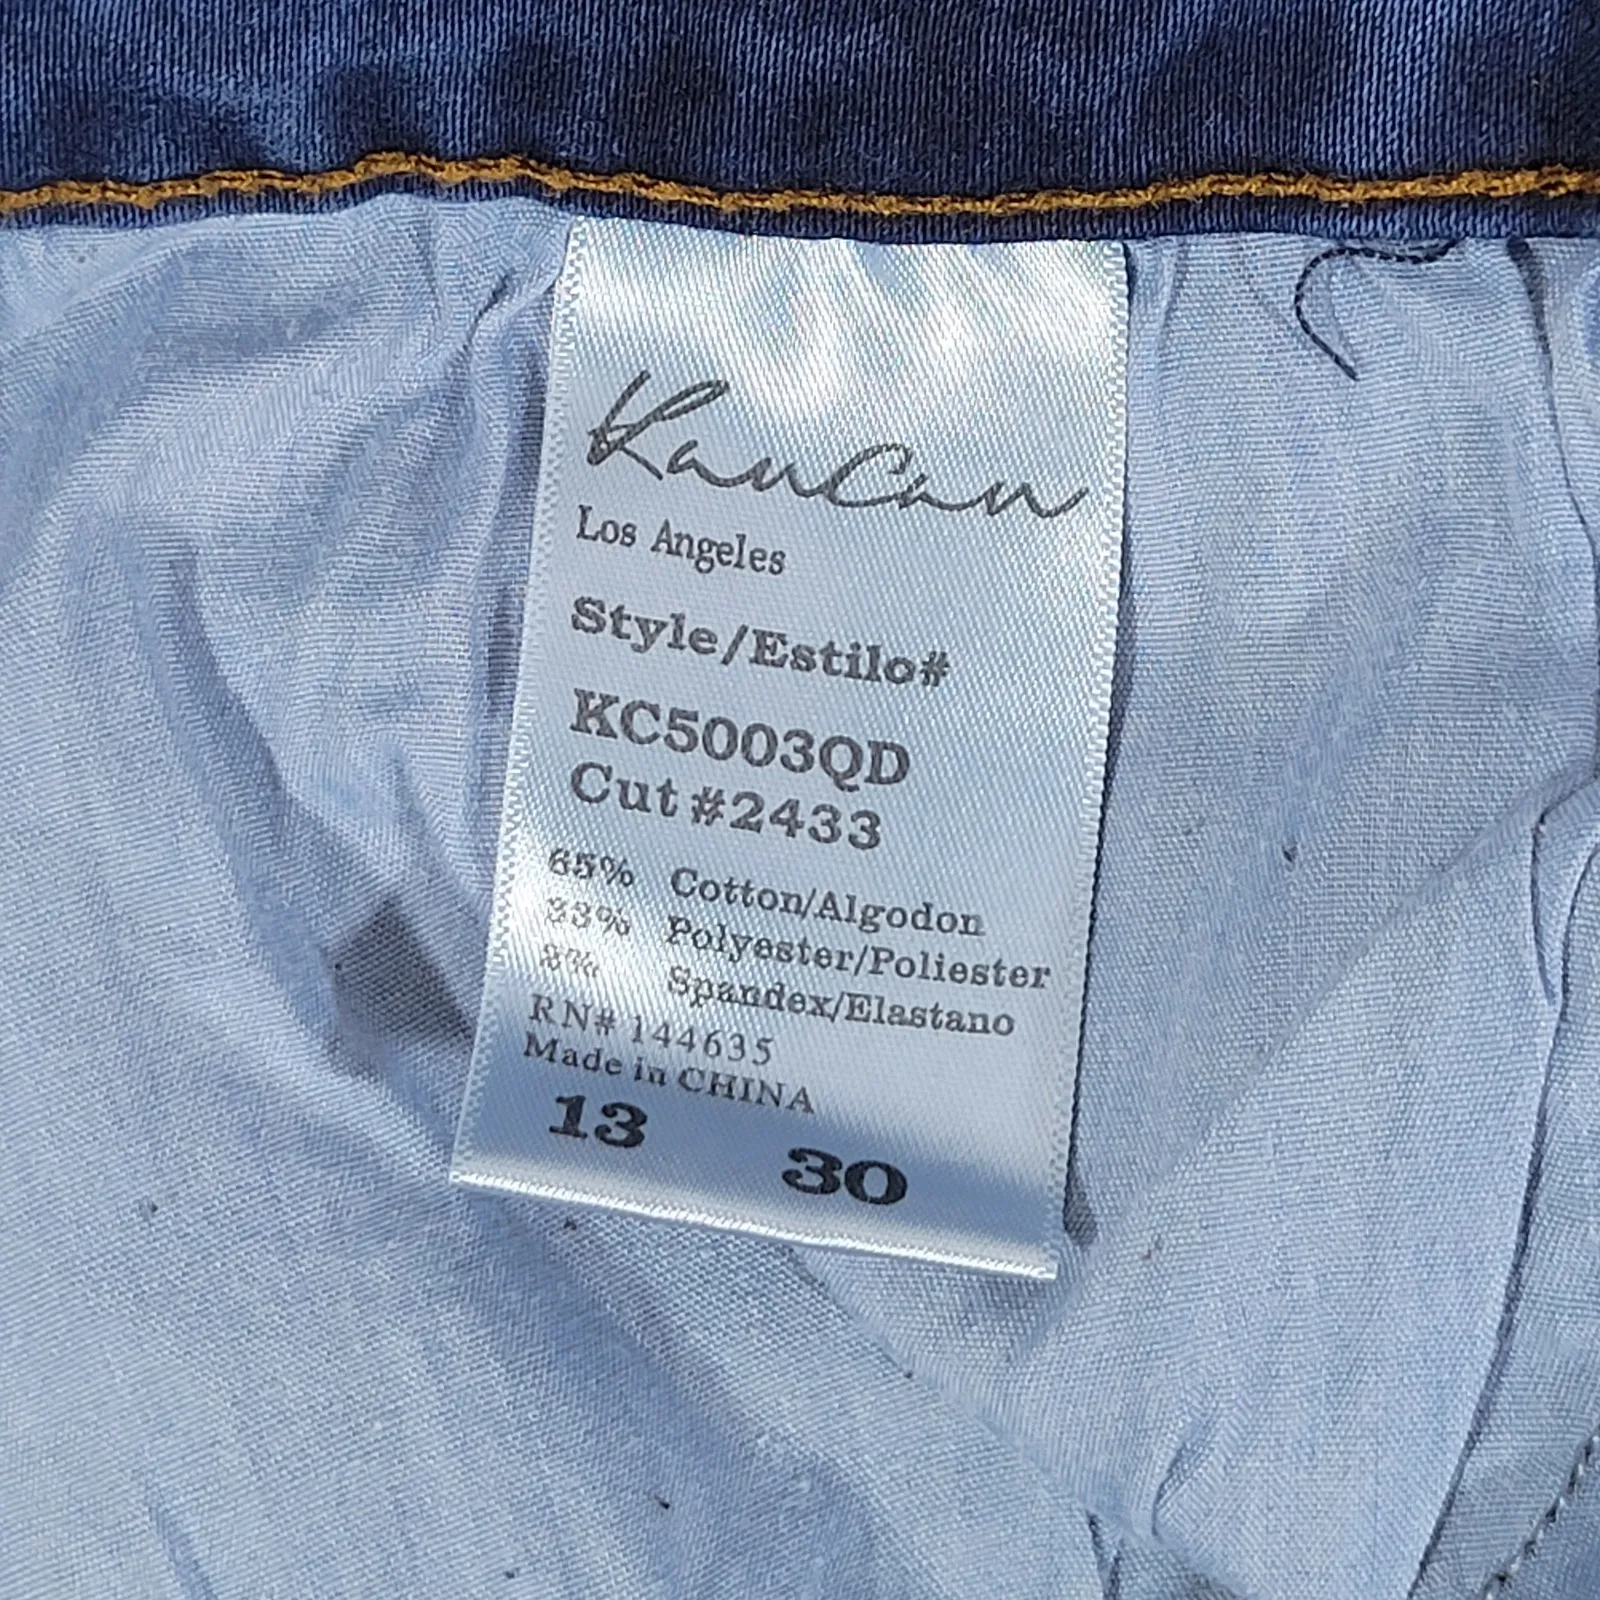 KanCan
Los Angeles
Style/Estilo#
KC5003QD
Cut #2433
65% Cotton/Algodon
Polyester/Poliester
Spandex/Elastano
RN# 144635
Made in CHINA
13 30